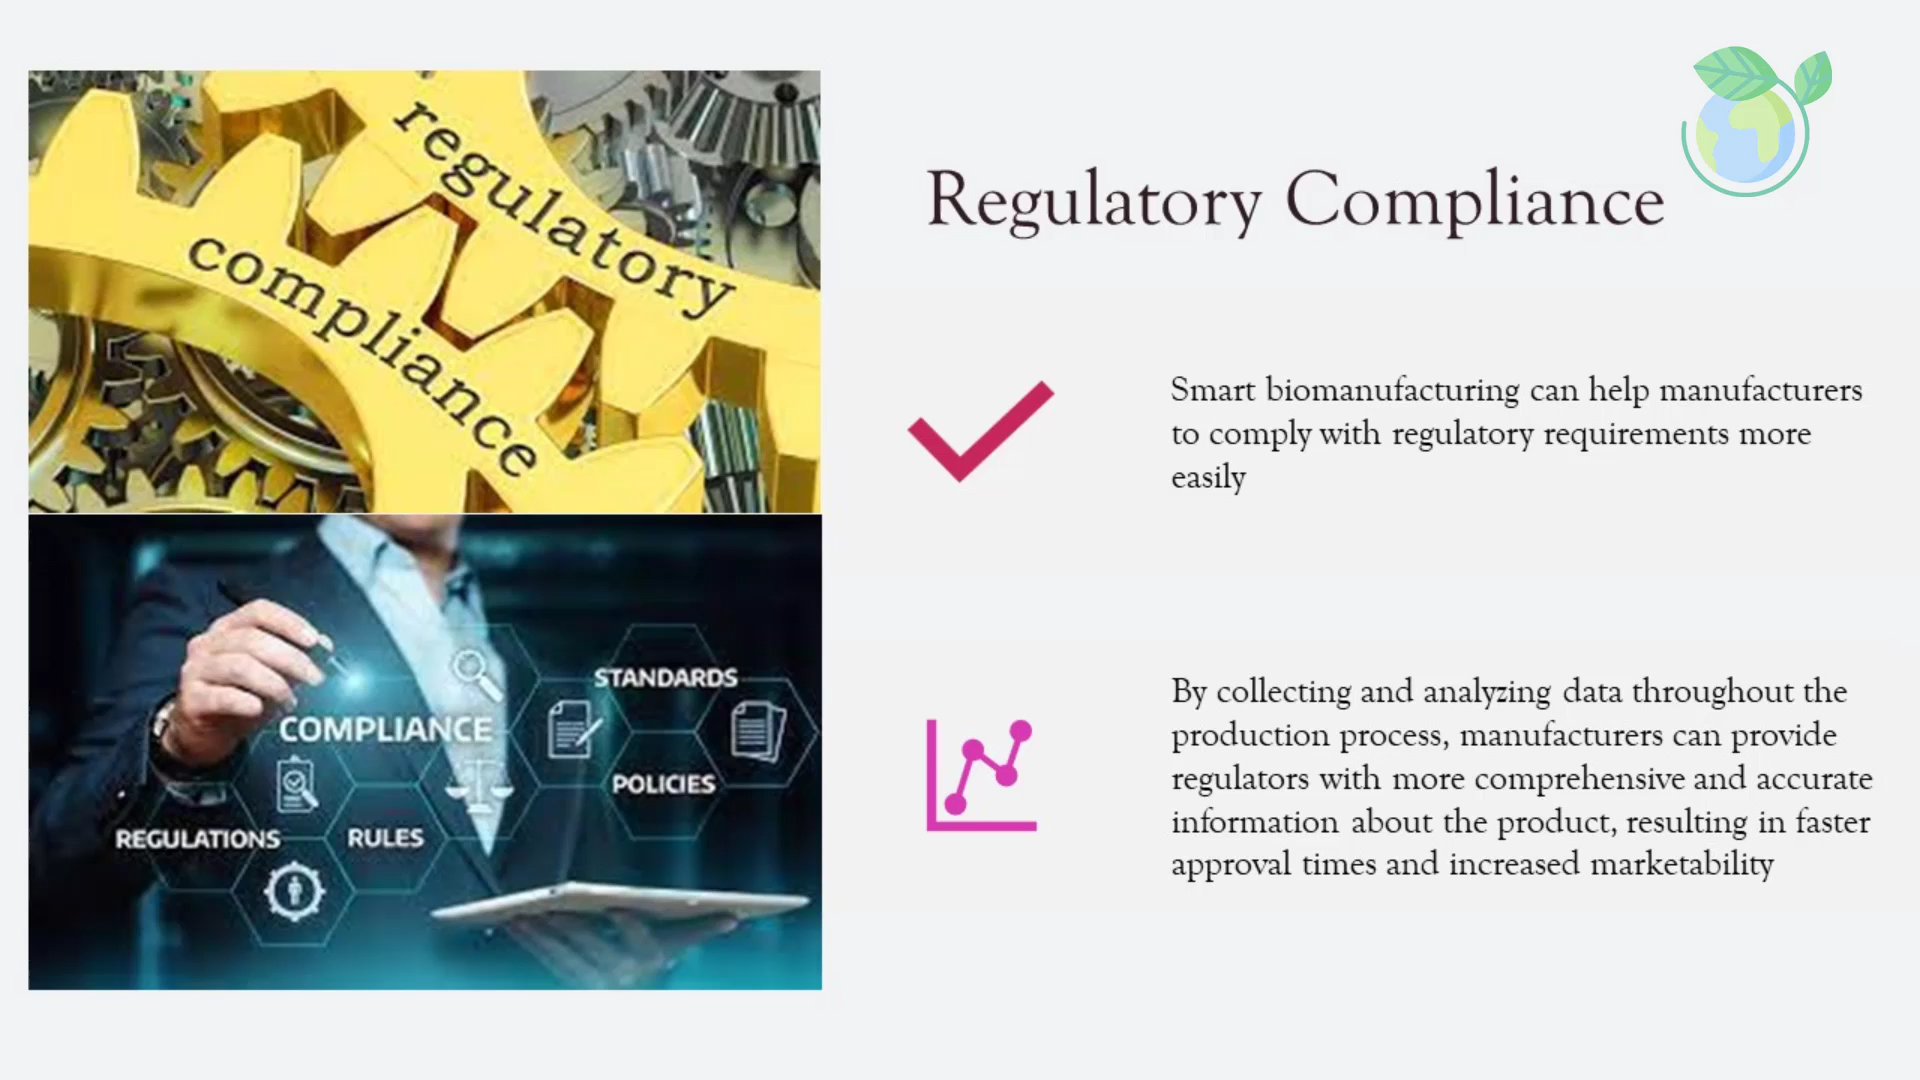 regulatory
compliance
STANDARDS
COMPLIANCE
POLICIES
REGULATIONS
RULES
Regulatory Compliance
Smart biomanufacturing can help manufacturers
to comply with regulatory requirements more
easily
By collecting and analyzing data throughout the
production process, manufacturers can provide
regulators with more comprehensive and accurate
information about the product, resulting in faster
approval times and increased marketability